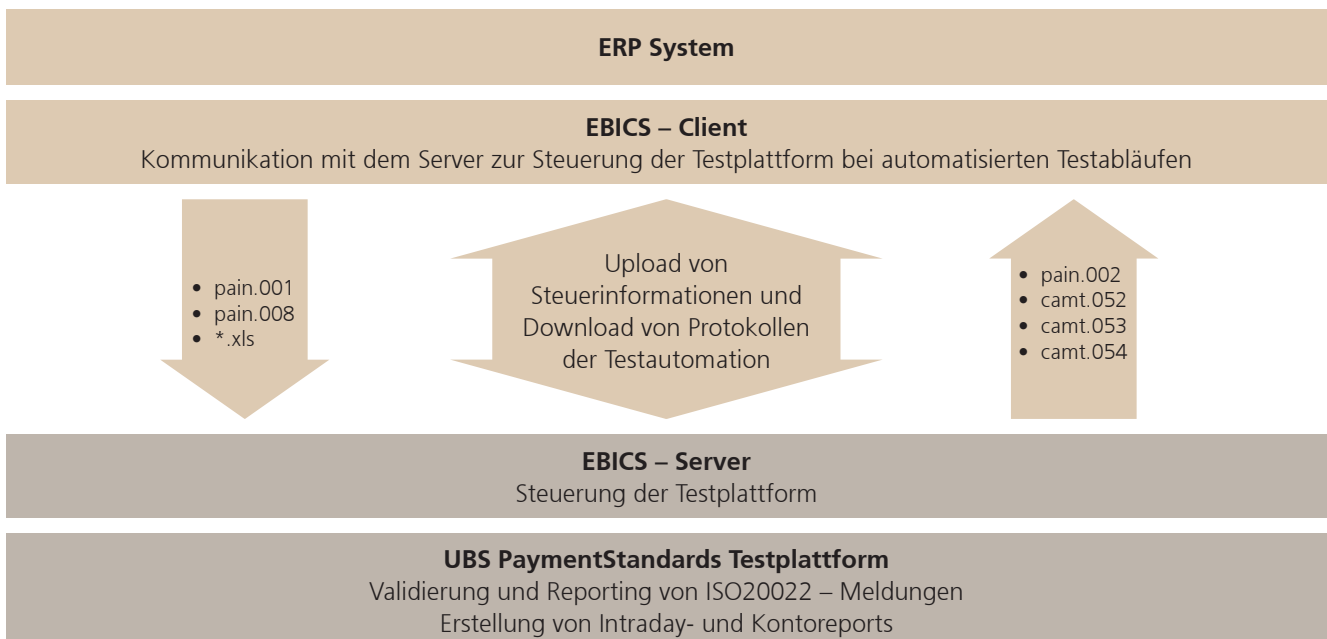 ERP System
EBICS – Client
Kommunikation mit dem Server zur Steuerung der Testplattform bei automatisierten Testabläufen
• pain.001
• pain.008
• *.xls
Upload von
Steuerinformationen und
Download von Protokollen
der Testautomation
• pain.002
• camt.052
• camt.053
• camt.054
EBICS – Server
Steuerung der Testplattform
UBS PaymentStandards Testplattform
Validierung und Reporting von ISO20022 – Meldungen
Erstellung von Intraday- und Kontoreports